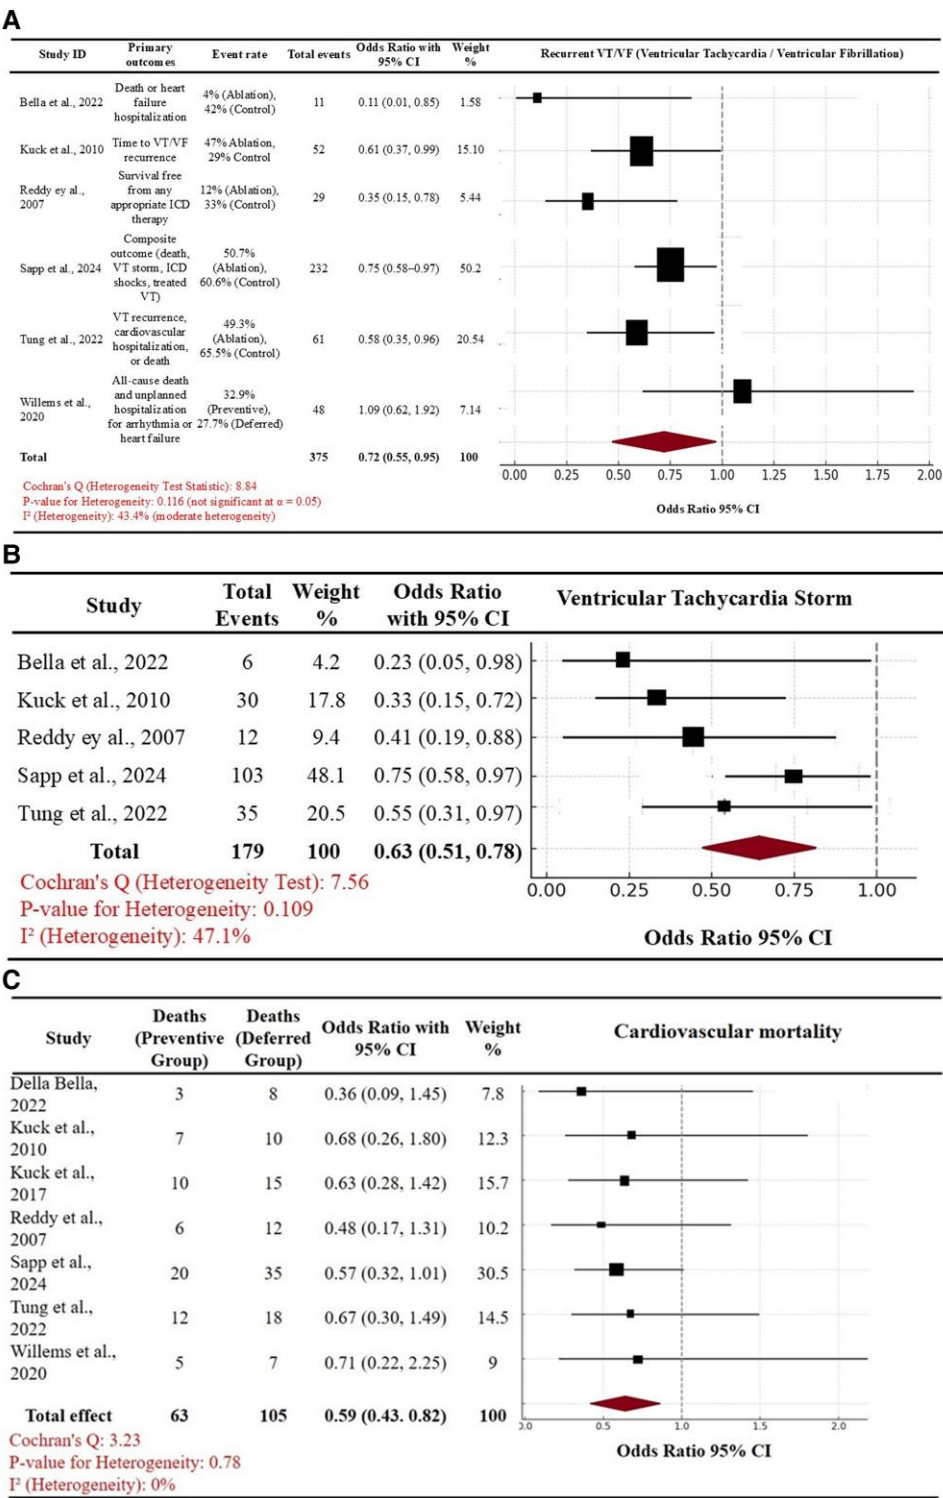 A
Study ID Primary outcomes Event rate Total events Odds Ratio with 95% CI Weight % Recurrent VT/VF (Ventricular Tachycardia / Ventricular Fibrillation)
Bella et al., 2022 Death or heart failure hospitalization 4% (Ablation), 42% (Control) 11 0.11 (0.01, 0.85) 1.58
Kuck et al., 2010 Time to VT/VF recurrence 47% Ablation, 29% Control 52 0.61 (0.37, 0.99) 15.10
Reddy ey al., 2007 Survival free from any appropriate ICD therapy 12% (Ablation), 33% (Control) 29 0.35 (0.15, 0.78) 5.44
Sapp et al., 2024 Composite outcome (death, VT storm, ICD shocks, treated VT) 50.7% (Ablation), 60.6% (Control) 232 0.75 (0.58–0.97) 50.2
Tung et al., 2022 VT recurrence, cardiovascular hospitalization, or death 49.3% (Ablation), 65.5% (Control) 61 0.58 (0.35, 0.96) 20.54
Willems et al., 2020 All-cause death and unplanned hospitalization for arrhythmia or heart failure 32.9% (Preventive), 27.7% (Deferred) 48 1.09 (0.62, 1.92) 7.14
Total 375 0.72 (0.55, 0.95) 100
0.00 0.25 0.50 0.75 1.00 1.25 1.50 1.75 2.00
Odds Ratio 95% CI
Cochran's Q (Heterogeneity Test Statistic): 8.84
P-value for Heterogeneity: 0.116 (not significant at α = 0.05)
I² (Heterogeneity): 43.4% (moderate heterogeneity)
B
Study Total Events Weight % Odds Ratio with 95% CI Ventricular Tachycardia Storm
Bella et al., 2022 6 4.2 0.23 (0.05, 0.98)
Kuck et al., 2010 30 17.8 0.33 (0.15, 0.72)
Reddy ey al., 2007 12 9.4 0.41 (0.19, 0.88)
Sapp et al., 2024 103 48.1 0.75 (0.58, 0.97)
Tung et al., 2022 35 20.5 0.55 (0.31, 0.97)
Total 179 100 0.63 (0.51, 0.78)
Cochran's Q (Heterogeneity Test): 7.56
P-value for Heterogeneity: 0.109
I² (Heterogeneity): 47.1%
0.00 0.25 0.50 0.75 1.00
Odds Ratio 95% CI
C
Study Deaths (Preventive Group) Deaths (Deferred Group) Odds Ratio with 95% CI Weight % Cardiovascular mortality
Della Bella, 2022 3 8 0.36 (0.09, 1.45) 7.8
Kuck et al., 2010 7 10 0.68 (0.26, 1.80) 12.3
Kuck et al., 2017 10 15 0.63 (0.28, 1.42) 15.7
Reddy et al., 2007 6 12 0.48 (0.17, 1.31) 10.2
Sapp et al., 2024 20 35 0.57 (0.32, 1.01) 30.5
Tung et al., 2022 12 18 0.67 (0.30, 1.49) 14.5
Willems et al., 2020 5 7 0.71 (0.22, 2.25) 9
Total effect 63 105 0.59 (0.43. 0.82) 100
0.0 0.5 1.0 1.5 2.0
Odds Ratio 95% CI
Cochran's Q: 3.23
P-value for Heterogeneity: 0.78
I² (Heterogeneity): 0%